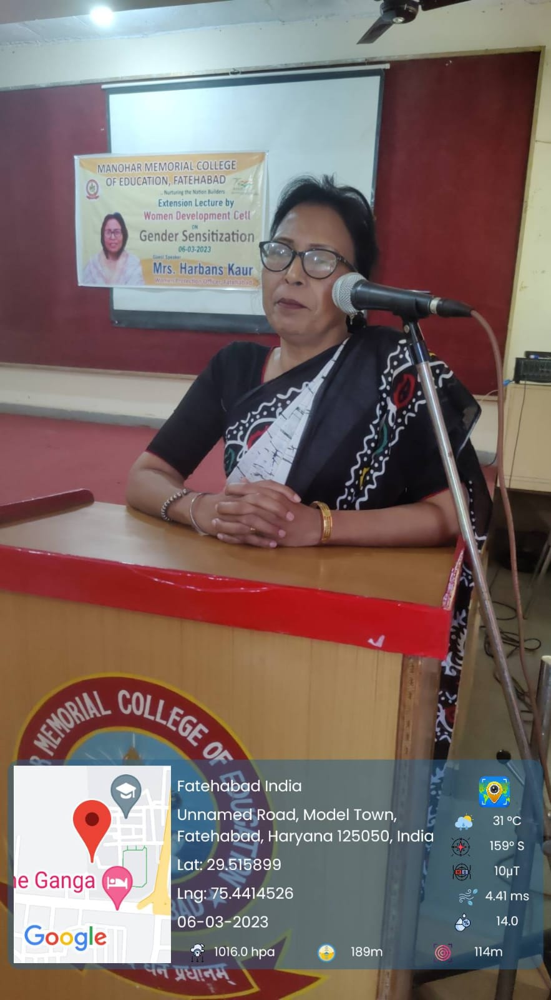 MANOHAR MEMORIAL COLLEGE
OF EDUCATION, FATEHABAD
.. Nurturing the Nation Builders
Extension Lecture by
Women Development Cell
ON
Gender Sensitization
06-03-2023
Guest Speaker
Mrs. Harbans Kaur
Women Protection Officer, Fatehabad
MEMORIAL COLLEGE OF EDUCATION
धन प्रधानम्
Fatehabad India
Unnamed Road, Model Town,
Fatehabad, Haryana 125050, India
Lat: 29.515899
Lng: 75.4414526
06-03-2023
ne Ganga
Google
31 °C
159° S
10µT
4.41 ms
14.0
1016.0 hpa
189m
114m